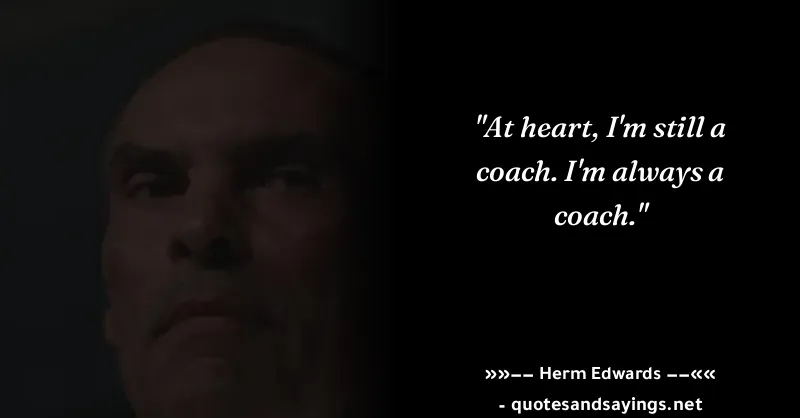 "At heart, I'm still a
coach. I'm always a
coach."
»»−− Herm Edwards −−««
- quotesandsayings.net